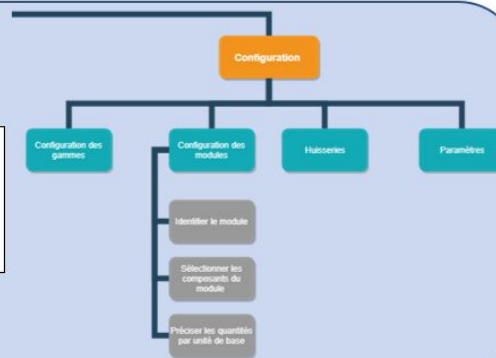 Configuration
Configuration des
gammes
Configuration des
modules
Huisseries
Paramètres
Identifier le module
Sélectionner les
composants du
module
Préciser les quantités
par unité de base